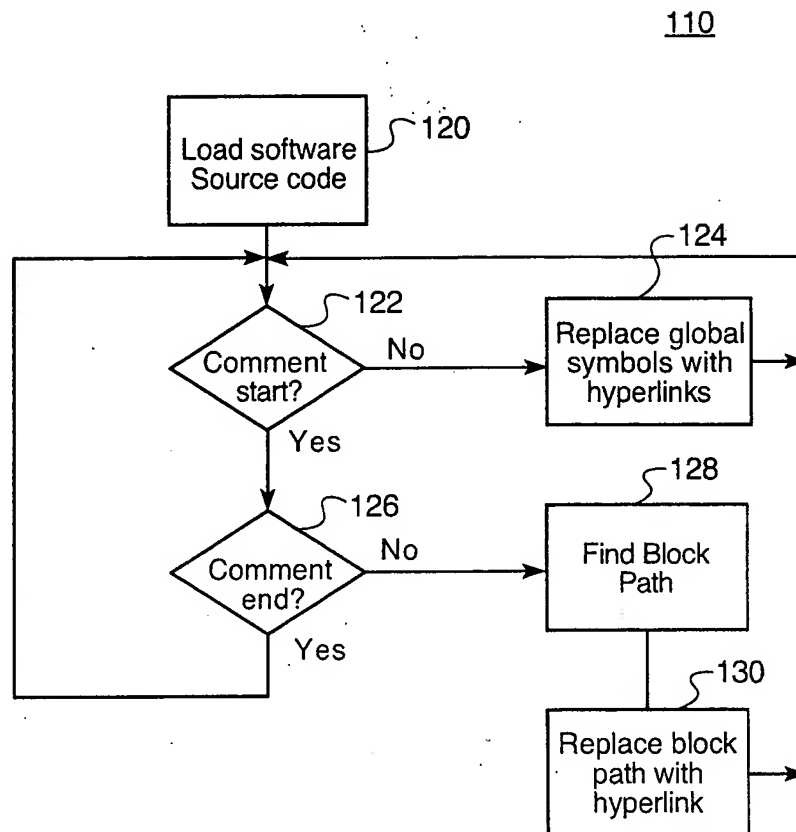 110
120
Load software
Source code
124
122
Replace global
symbols with
hyperlinks
Comment
start?
No
Yes
128
126
Find Block
Path
Comment
end?
No
Yes
130
Replace block
path with
hyperlink